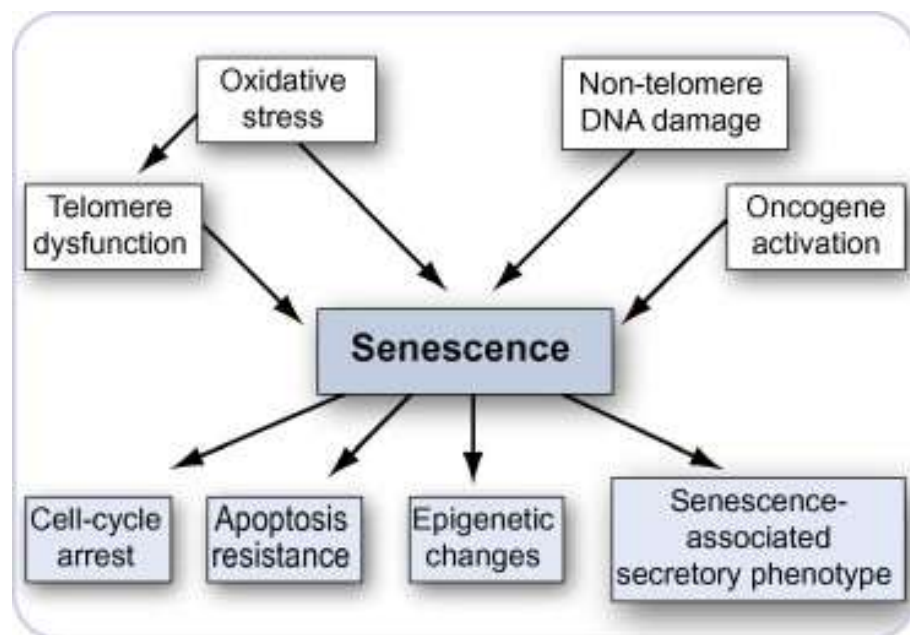 Oxidative
stress
Non-telomere
DNA damage
Telomere
dysfunction
Oncogene
activation
Senescence
Cell-cycle
arrest
Apoptosis
resistance
Epigenetic
changes
Senescence-
associated
secretory phenotype